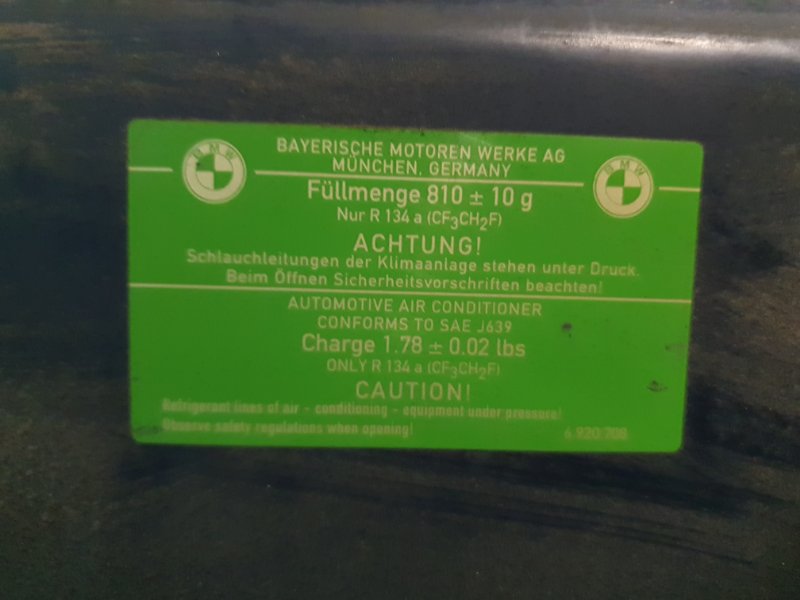 BMW
BAYERISCHE MOTOREN WERKE AG
MÜNCHEN, GERMANY
BMW
Füllmenge 810 ± 10 g
Nur R 134 a (CF3CH2F)
ACHTUNG!
Schlauchleitungen der Klimaanlage stehen unter Druck.
Beim Öffnen Sicherheitsvorschriften beachten!
AUTOMOTIVE AIR CONDITIONER
CONFORMS TO SAE J639
Charge 1.78 ± 0.02 lbs
ONLY R 134 a (CF3CH2F)
CAUTION!
Refrigerant lines of air - conditioning - equipment under pressure!
Observe safety regulations when opening!
6 920 708